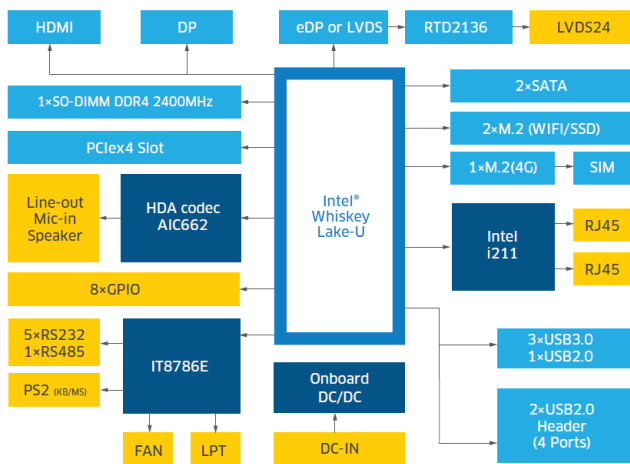 HDMI
DP
eDP or LVDS
RTD2136
LVDS24
1×SO-DIMM DDR4 2400MHz
2×SATA
PCIex4 Slot
2×M.2 (WIFI/SSD)
1×M.2(4G)
SIM
Line-out
Mic-in
Speaker
HDA codec
AIC662
Intel®
Whiskey
Lake-U
Intel
i211
RJ45
RJ45
8×GPIO
5×RS232
1×RS485
IT8786E
PS2 (KB/MS)
Onboard
DC/DC
3×USB3.0
1×USB2.0
2×USB2.0
Header
(4 Ports)
FAN
LPT
DC-IN